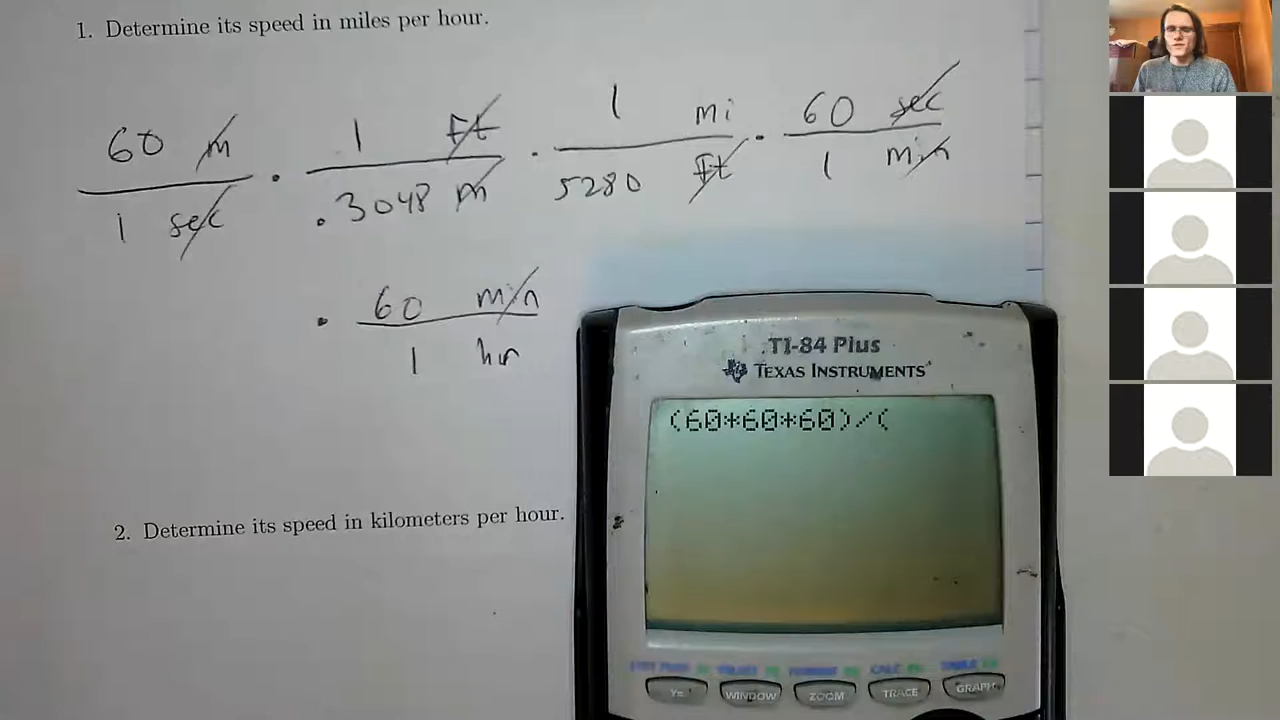 1. Determine its speed in miles per hour.
60 m 1 ft 1 mi 60 sec
1 sec .3048 m 5280 ft 1 min
60 min
1 hr
TI-84 Plus
TEXAS INSTRUMENTS
(60*60*60)/(
2. Determine its speed in kilometers per hour.
Y= WINDOW ZOOM TRACE GRAPH